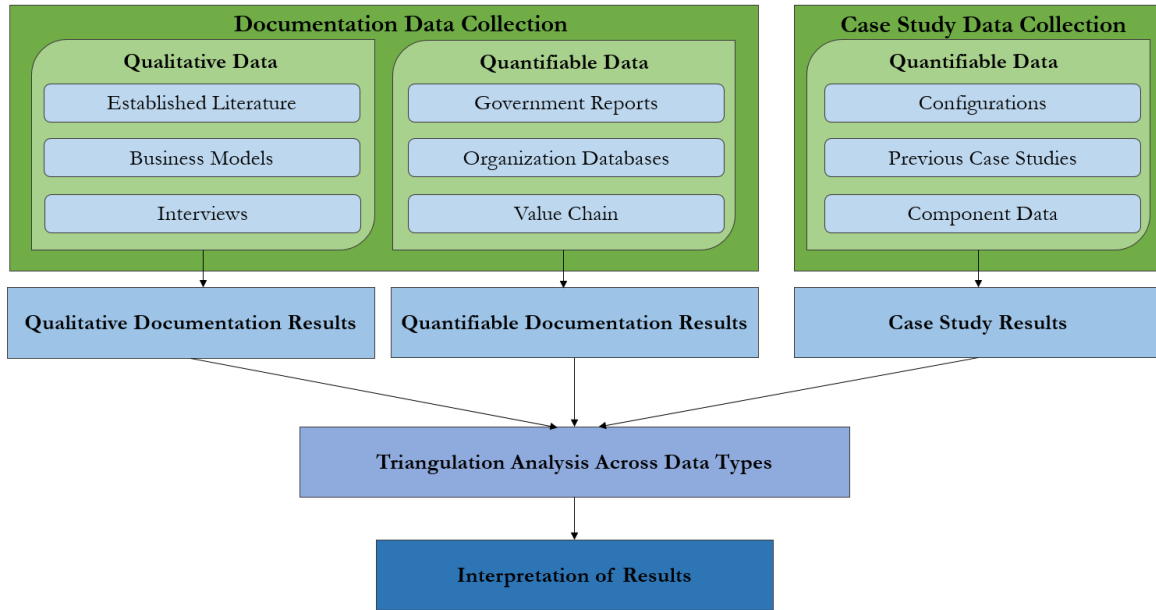 Documentation Data Collection
Qualitative Data
Established Literature
Business Models
Interviews
Quantifiable Data
Government Reports
Organization Databases
Value Chain
Case Study Data Collection
Quantifiable Data
Configurations
Previous Case Studies
Component Data
Qualitative Documentation Results
Quantifiable Documentation Results
Case Study Results
Triangulation Analysis Across Data Types
Interpretation of Results